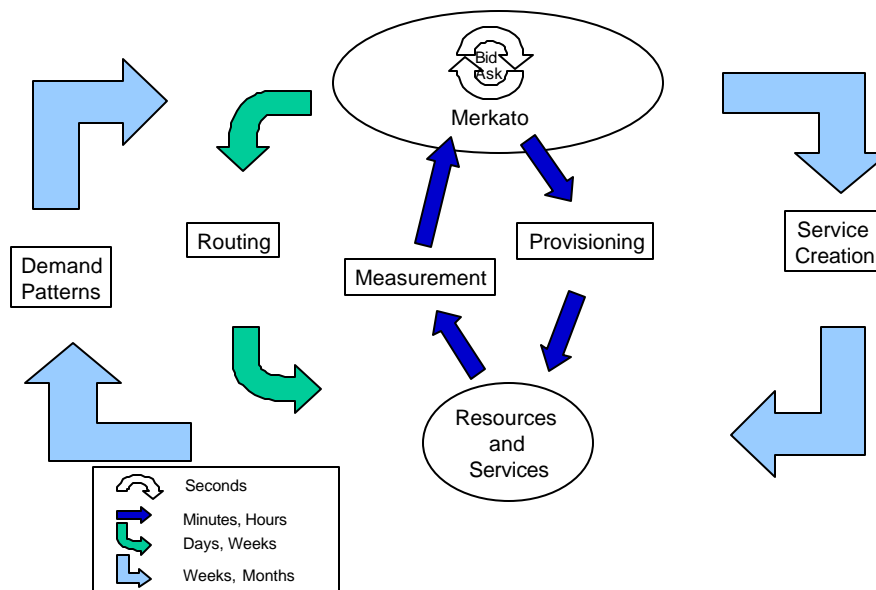 Bid
Ask
Merkato
Routing
Provisioning
Service
Creation
Demand
Patterns
Measurement
Resources
and
Services
Seconds
Minutes, Hours
Days, Weeks
Weeks, Months